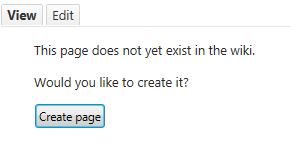 View Edit
This page does not yet exist in the wiki.
Would you like to create it?
Create page